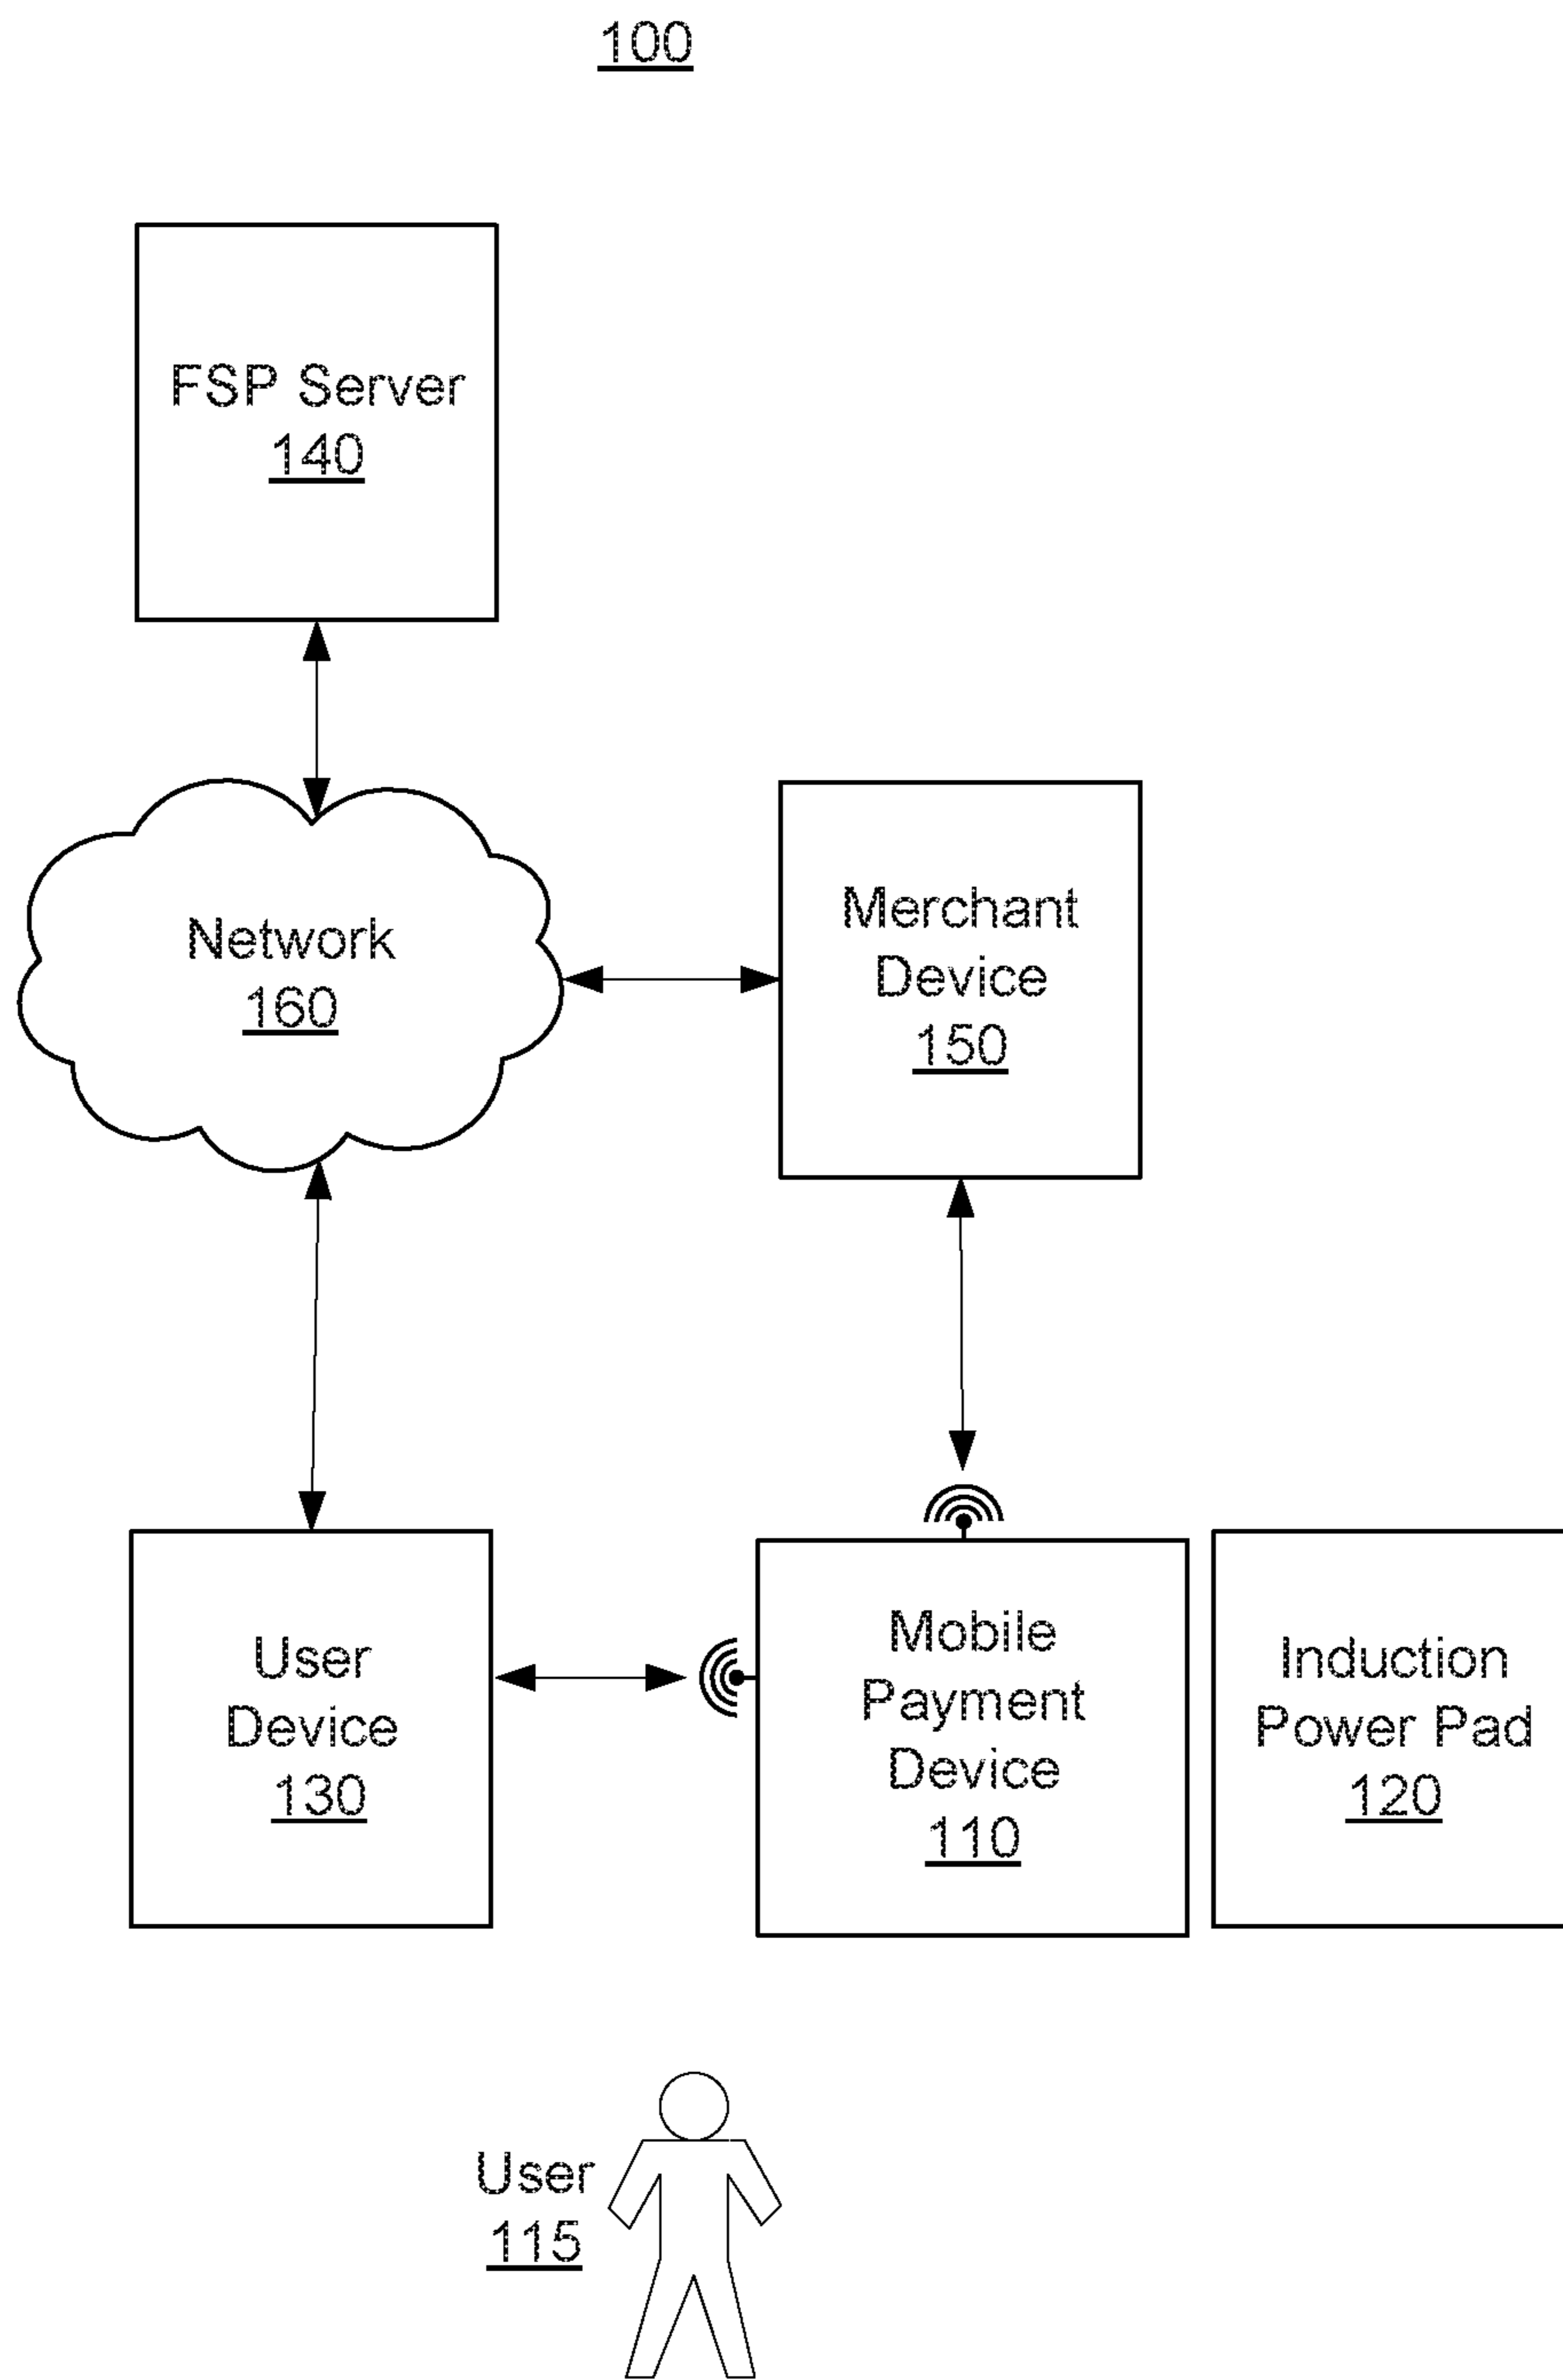 100
FSP Server
140
Network
160
Merchant
Device
150
User
Device
130
Mobile
Payment
Device
110
Induction
Power Pad
120
User
115